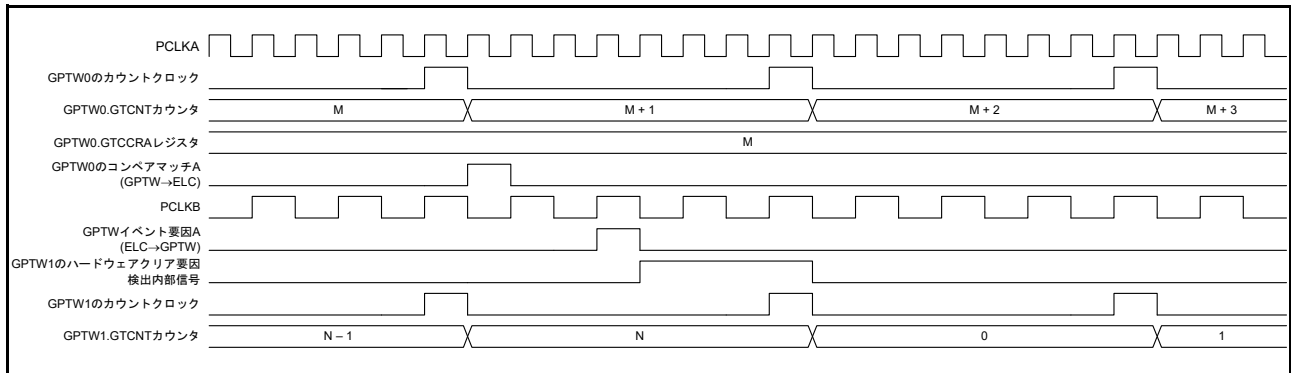 PCLKA
GPTW0のカウントクロック
GPTW0.GTCNTカウンタ
M
M + 1
M + 2
M + 3
GPTW0.GTCCRAレジスタ
M
GPTW0のコンペアマッチA
(GPTW→ELC)
PCLKB
GPTWイベント要因A
(ELC→GPTW)
GPTW1のハードウェアクリア要因
検出内部信号
GPTW1のカウントクロック
GPTW1.GTCNTカウンタ
N – 1
N
0
1